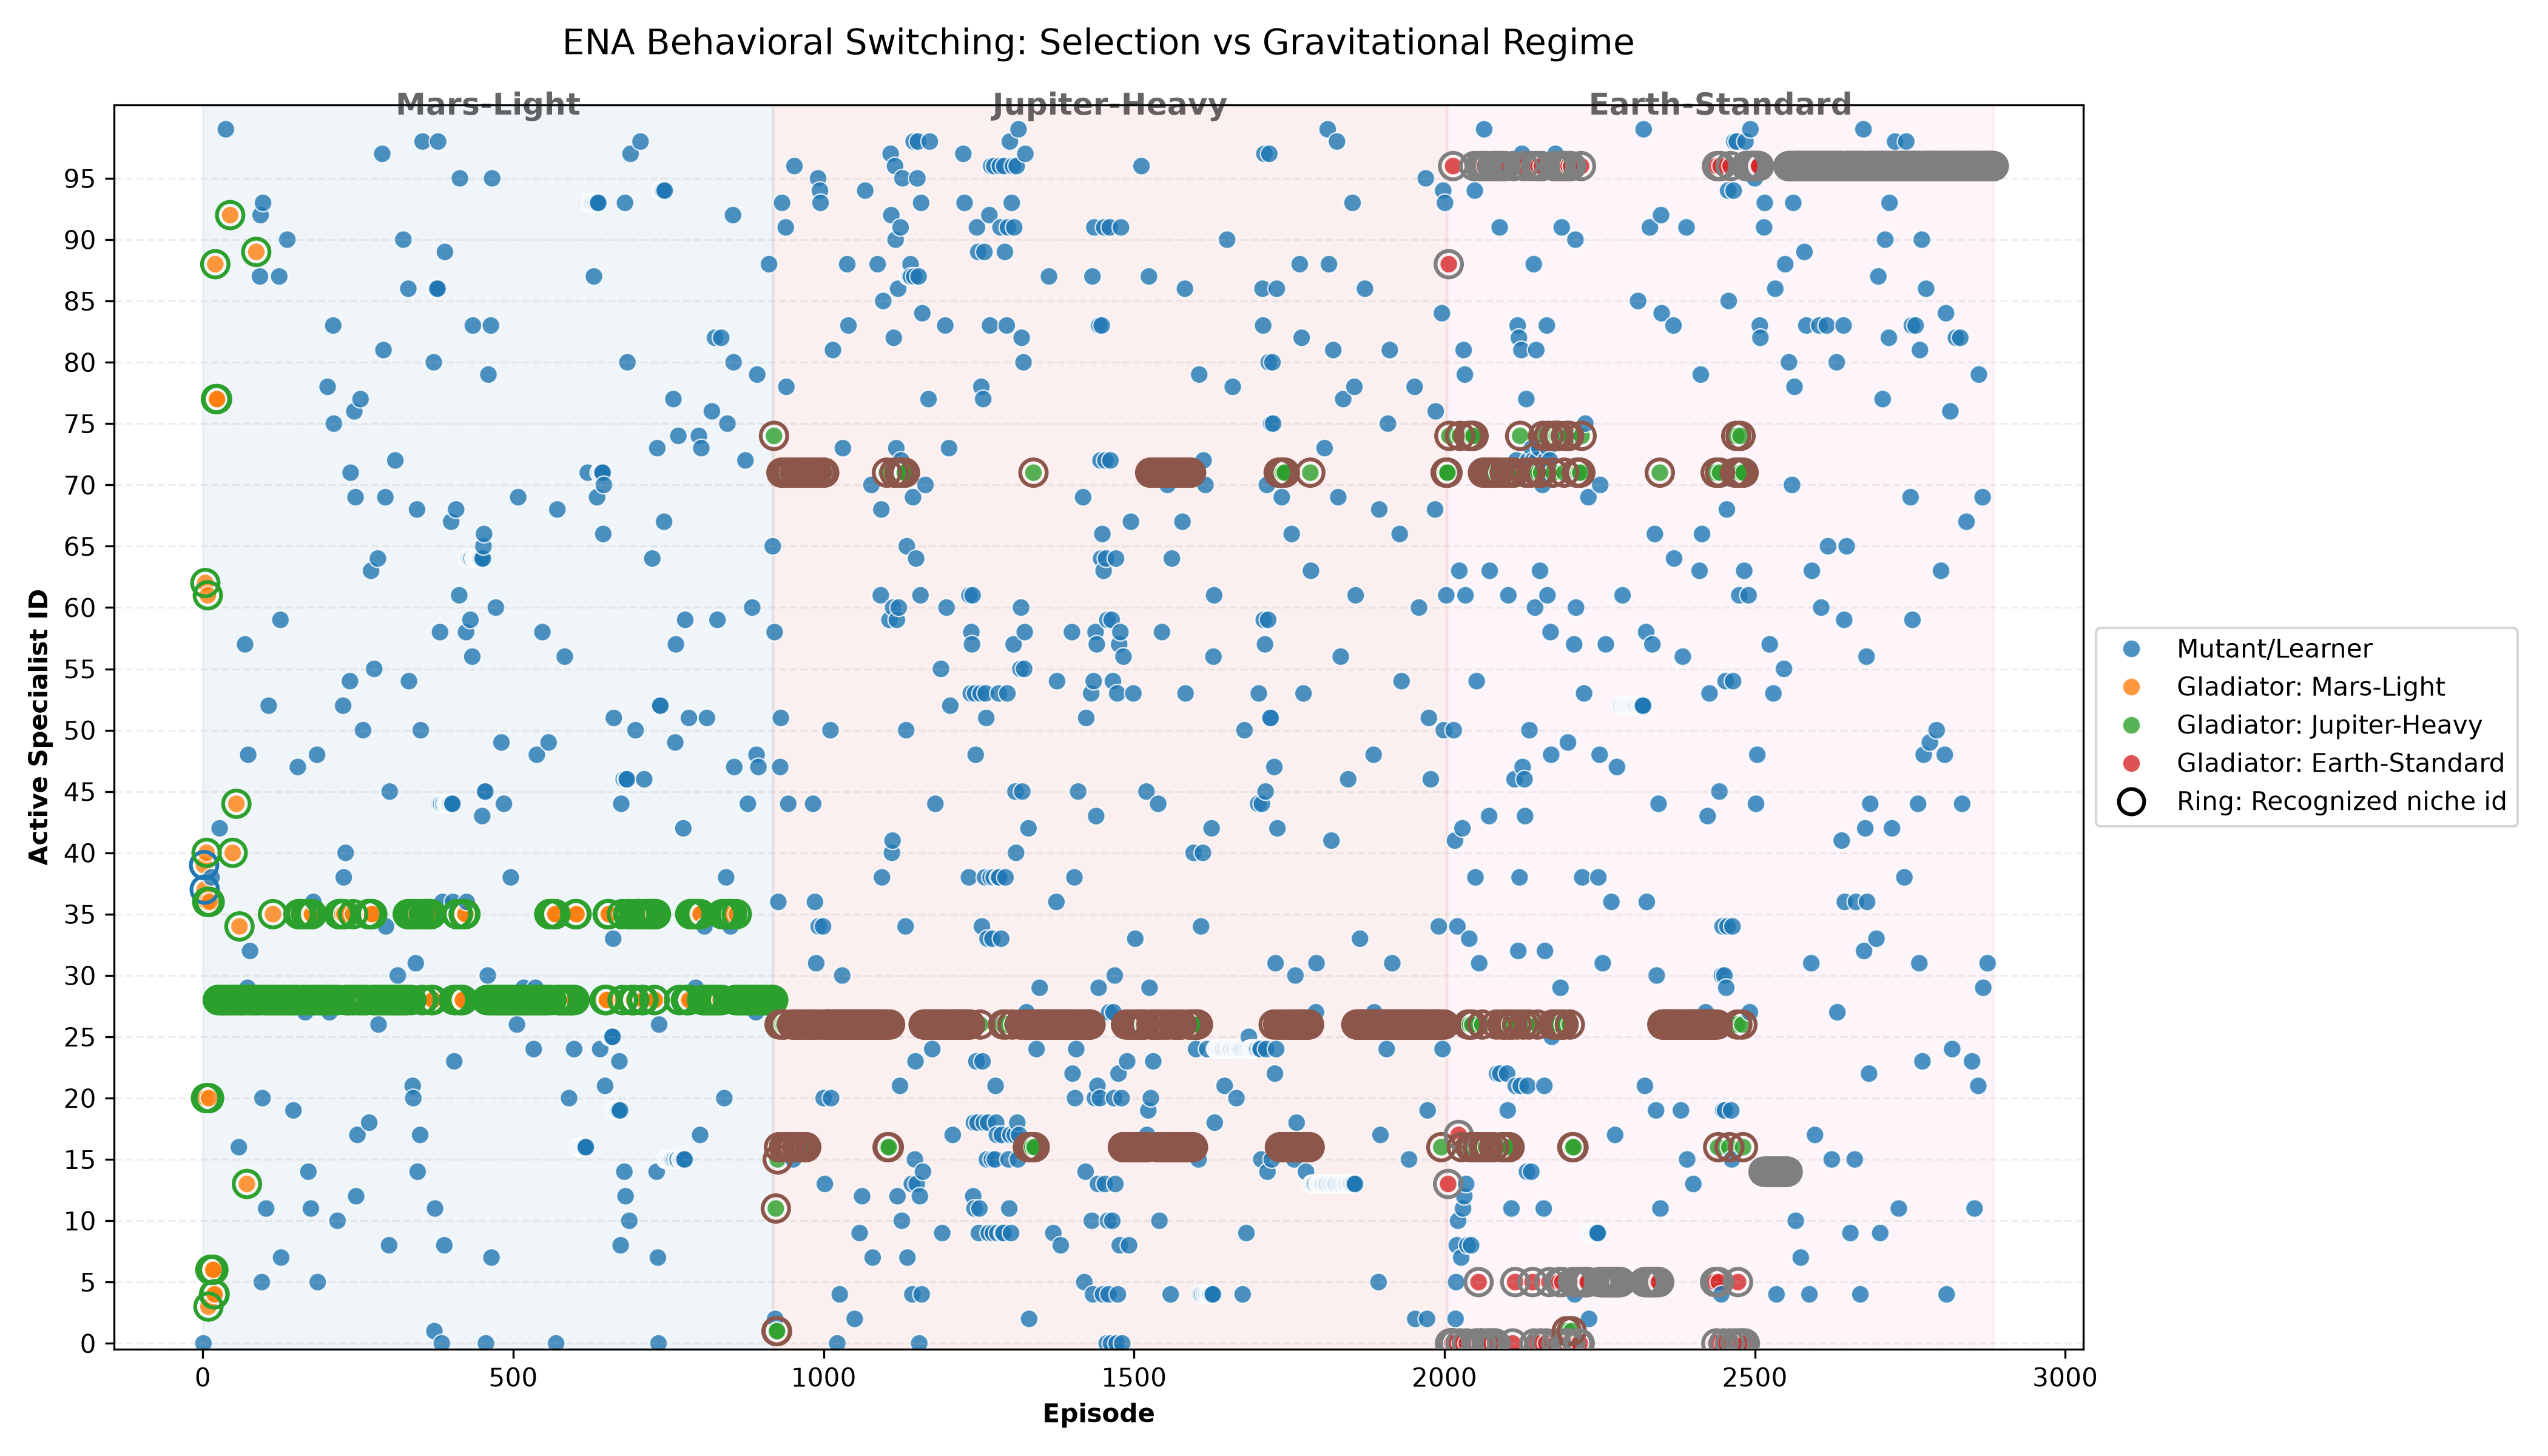 ENA Behavioral Switching: Selection vs Gravitational Regime
Mars-Light
Jupiter-Heavy
Earth-Standard
Active Specialist ID
95
90
85
80
75
70
65
60
55
50
45
40
35
30
25
20
15
10
5
0
0
500
1000
1500
2000
2500
3000
Episode
Mutant/Learner
Gladiator: Mars-Light
Gladiator: Jupiter-Heavy
Gladiator: Earth-Standard
Ring: Recognized niche id